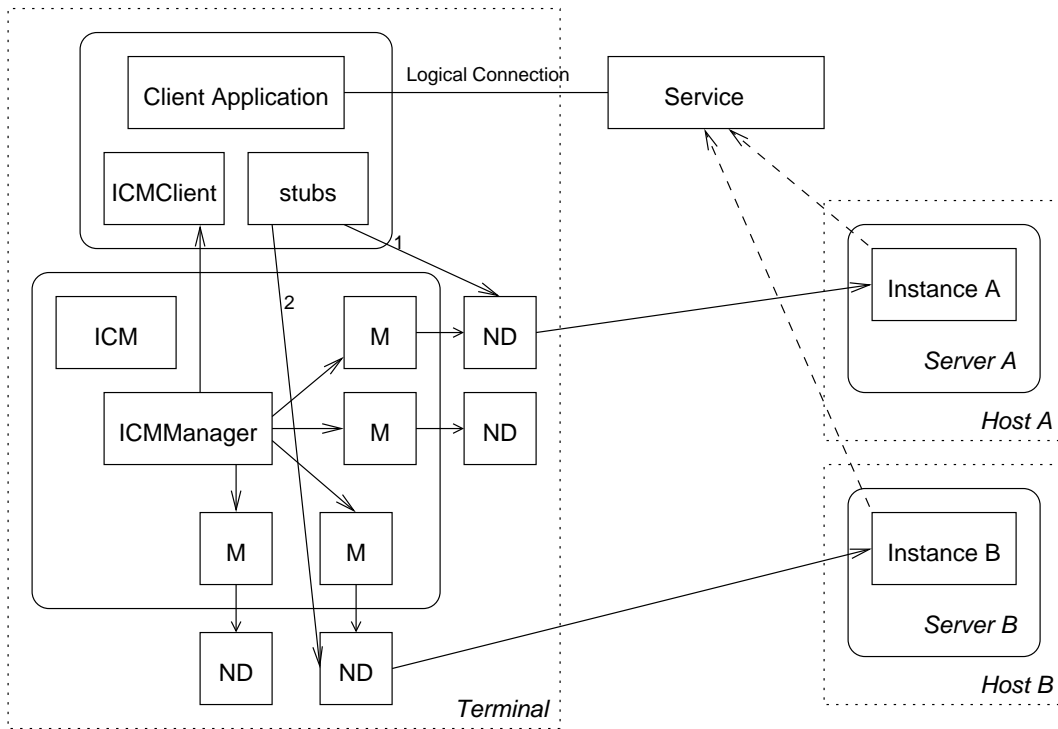 Logical Connection
Client Application
Service
ICMClient
stubs
1
Instance A
2
ICM
M
ND
Server A
ICMManager
M
ND
Host A
M
M
Instance B
Server B
ND
ND
Host B
Terminal